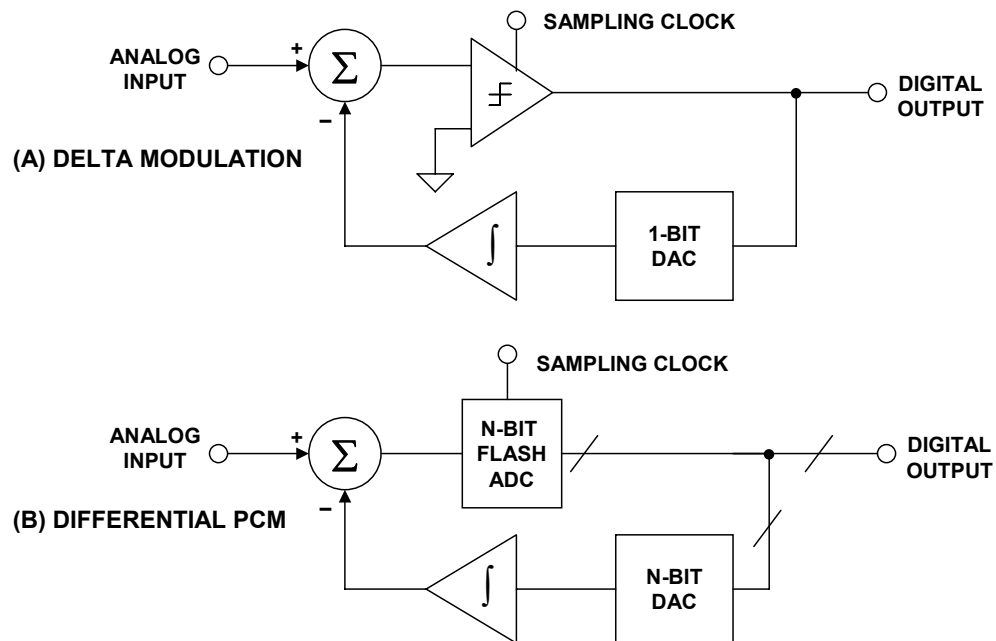 SAMPLING CLOCK
ANALOG
INPUT
+
Σ
−
DIGITAL
OUTPUT
(A) DELTA MODULATION
∫
1-BIT
DAC
SAMPLING CLOCK
ANALOG
INPUT
+
Σ
−
N-BIT
FLASH
ADC
DIGITAL
OUTPUT
(B) DIFFERENTIAL PCM
∫
N-BIT
DAC